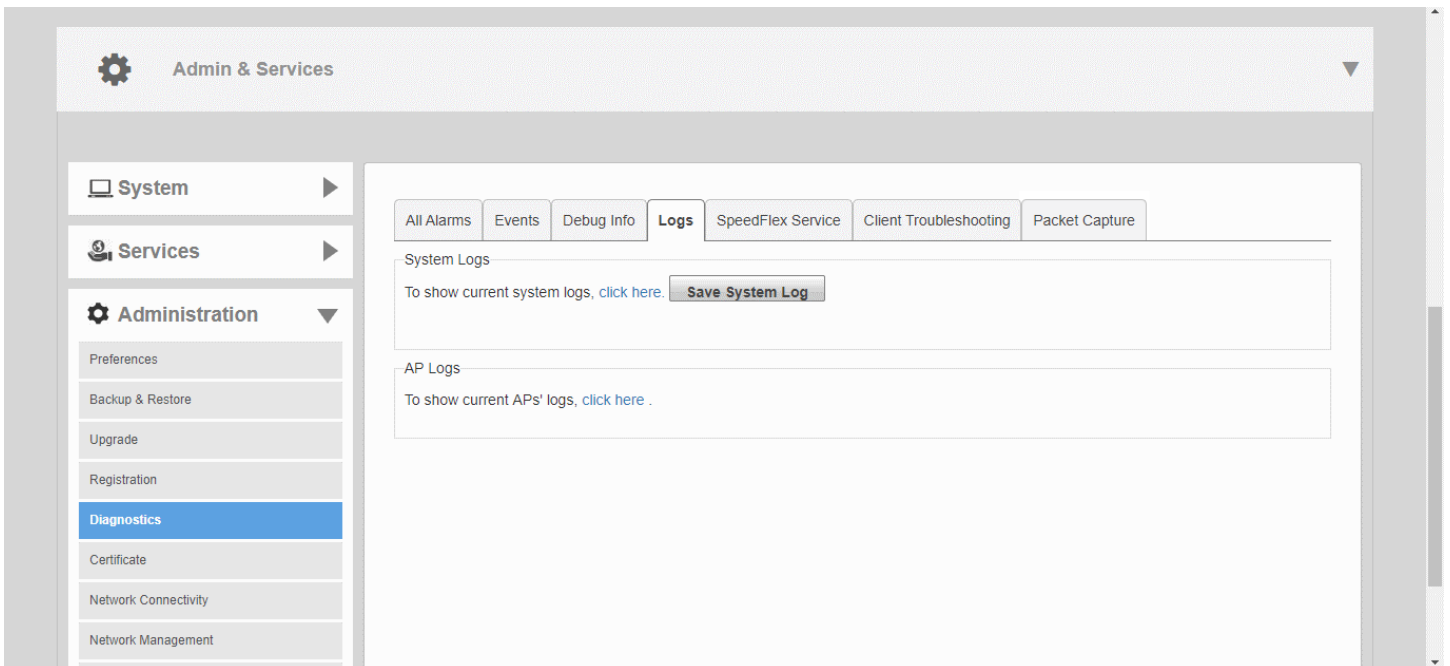 Admin & Services
System
Services
Administration
Preferences
Backup & Restore
Upgrade
Registration
Diagnostics
Certificate
Network Connectivity
Network Management
All Alarms Events Debug Info Logs SpeedFlex Service Client Troubleshooting Packet Capture
System Logs
To show current system logs, click here. Save System Log
AP Logs
To show current APs' logs, click here .